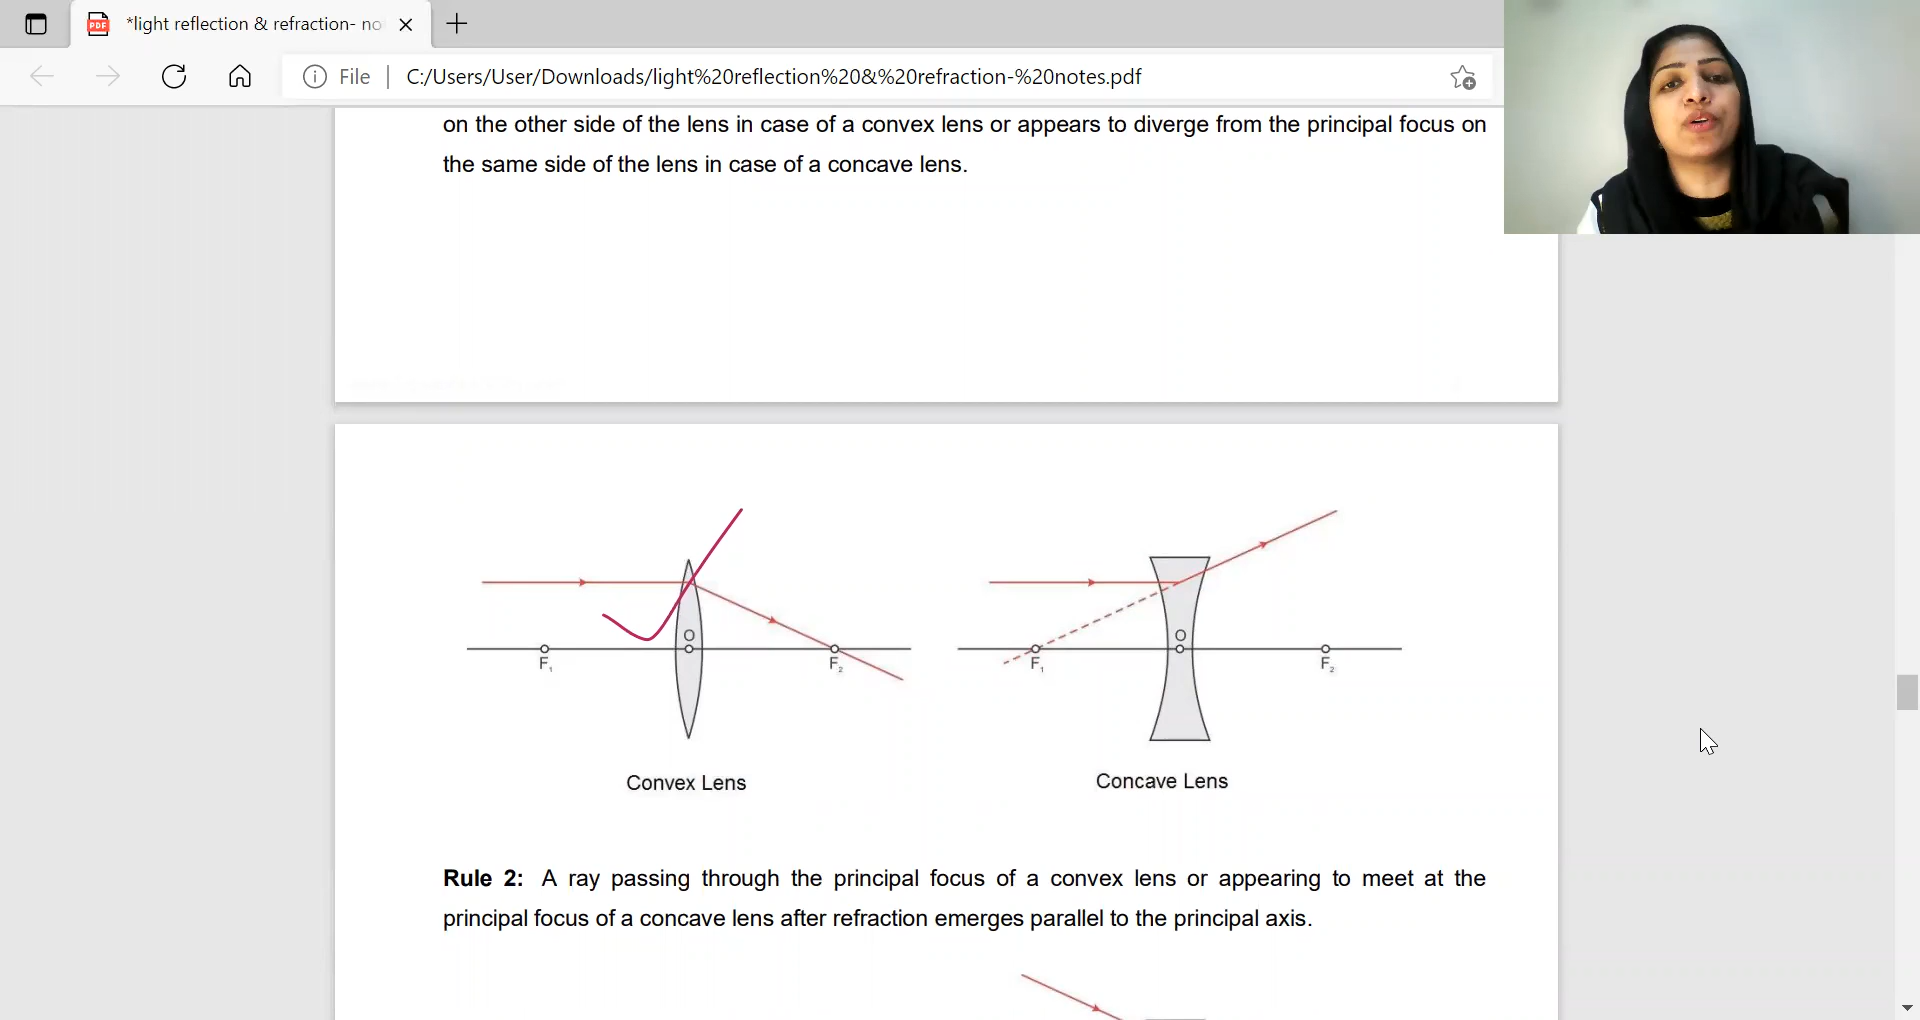 *light reflection & refraction- no
File
C:/Users/User/Downloads/light%20reflection%20&%20refraction-%20notes.pdf
on the other side of the lens in case of a convex lens or appears to diverge from the principal focus on
the same side of the lens in case of a concave lens.
O
F₁
F₂
Convex Lens
O
F₁
F₂
Concave Lens
Rule 2: A ray passing through the principal focus of a convex lens or appearing to meet at the
principal focus of a concave lens after refraction emerges parallel to the principal axis.